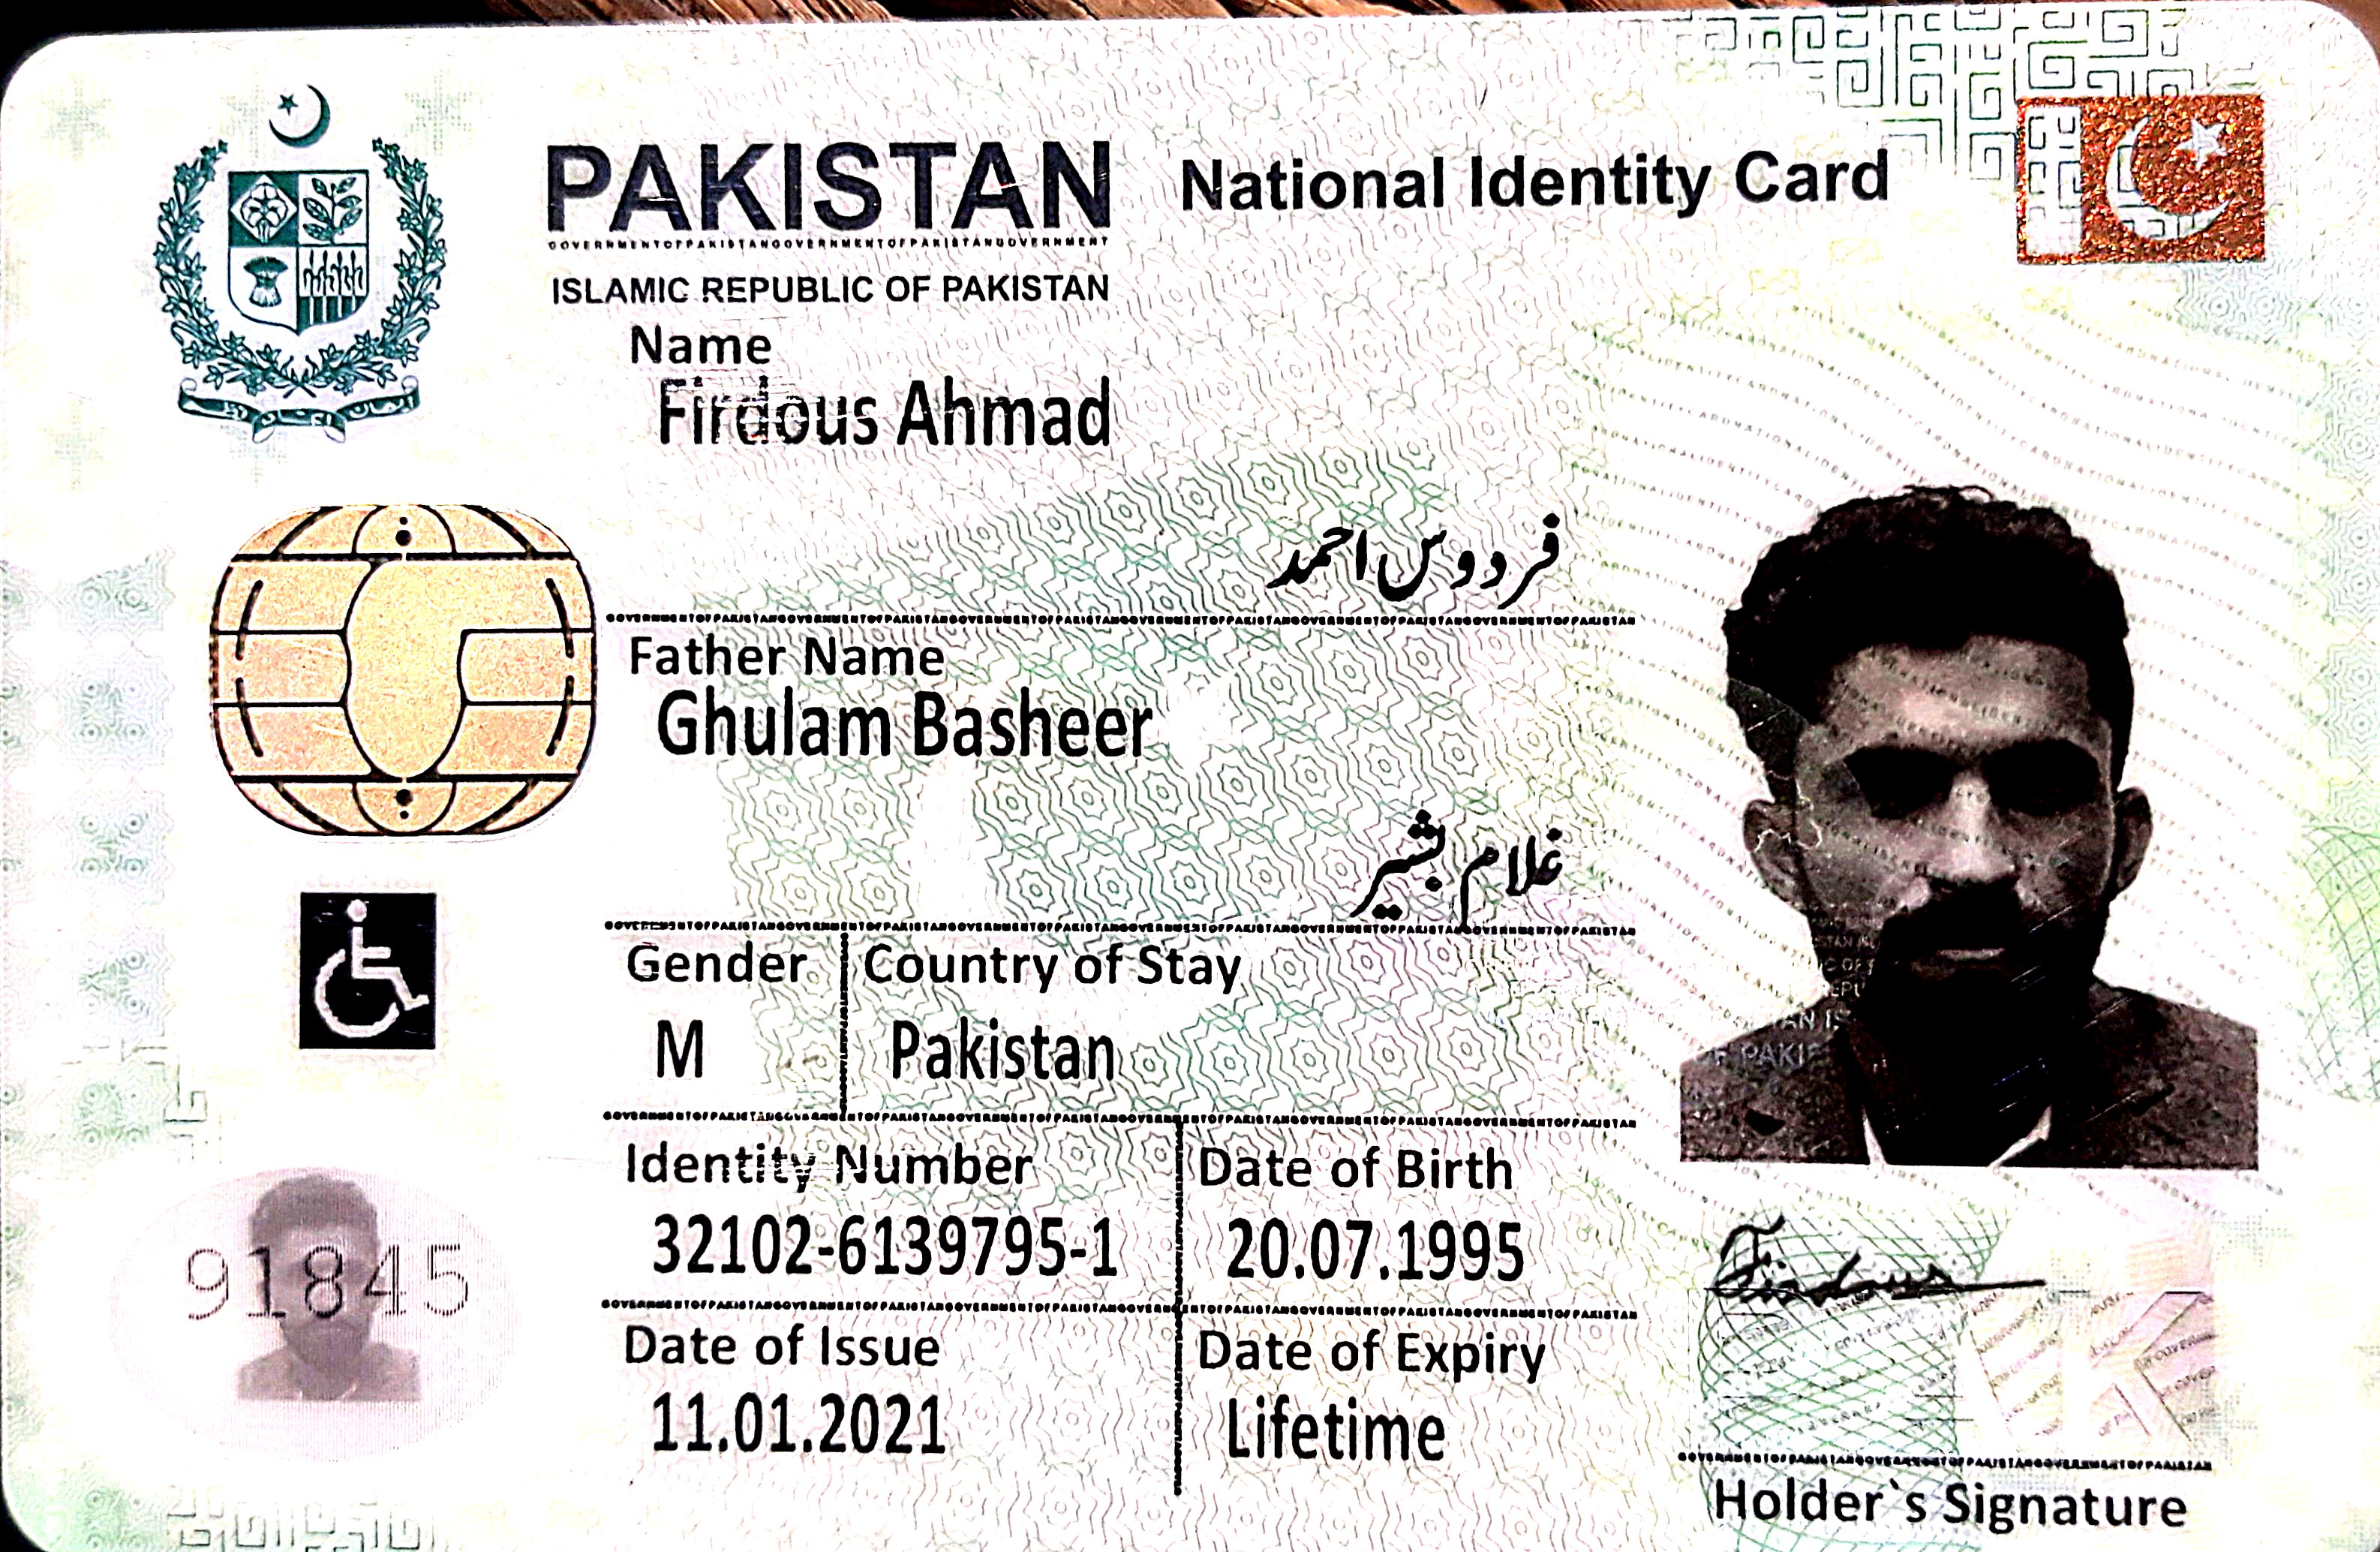 PAKISTAN National Identity Card
ISLAMIC REPUBLIC OF PAKISTAN
Name
Firdous Ahmad
فردوس احمد
Father Name
Ghulam Basheer
غلام بشیر
Gender Country of Stay
M Pakistan
Identity Number Date of Birth
32102-6139795-1 20.07.1995
91845
Firdous
Date of Issue Date of Expiry
11.01.2021 Lifetime
Holder`s Signature